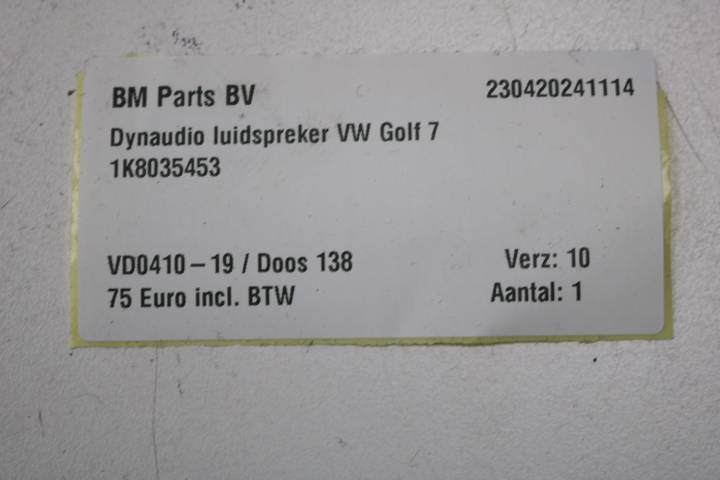 BM Parts BV 230420241114
Dynaudio luidspreker VW Golf 7
1K8035453
VD0410-19 / Doos 138 Verz: 10
75 Euro incl. BTW Aantal: 1